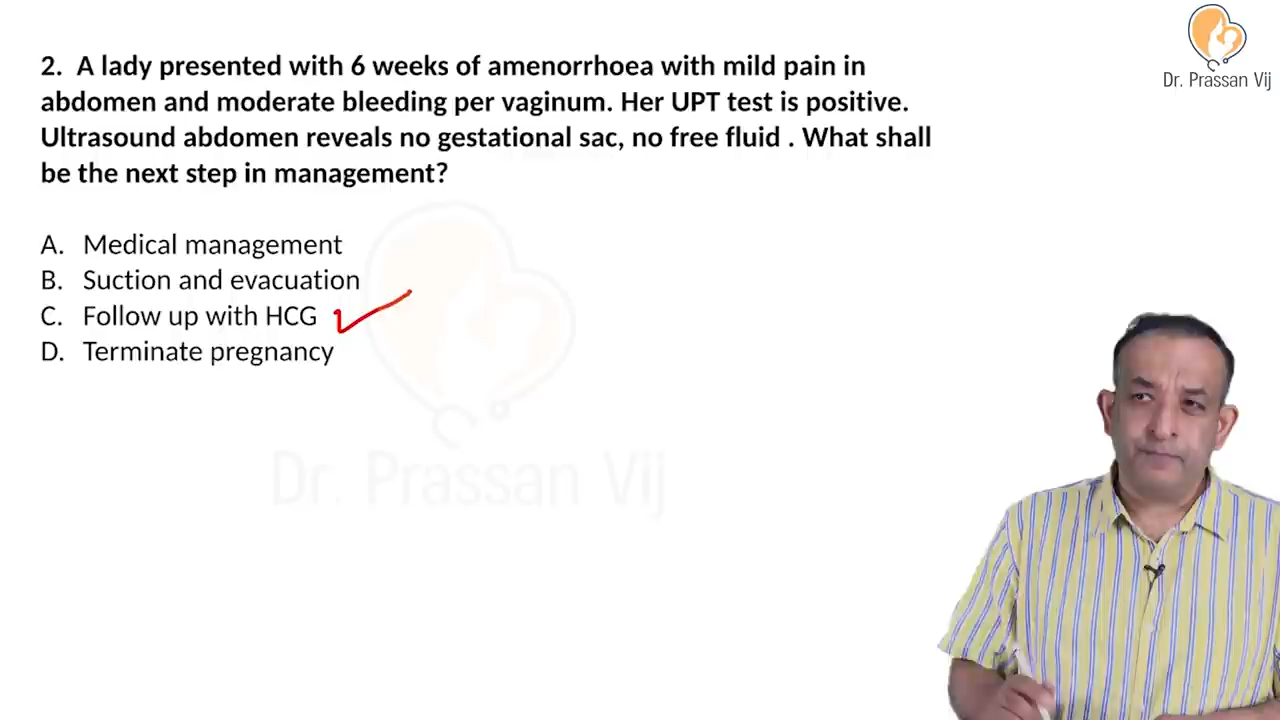 Dr. Prassan Vij
2. A lady presented with 6 weeks of amenorrhoea with mild pain in
abdomen and moderate bleeding per vaginum. Her UPT test is positive.
Ultrasound abdomen reveals no gestational sac, no free fluid . What shall
be the next step in management?
A. Medical management
B. Suction and evacuation
C. Follow up with HCG
D. Terminate pregnancy
Dr. Prassan Vij